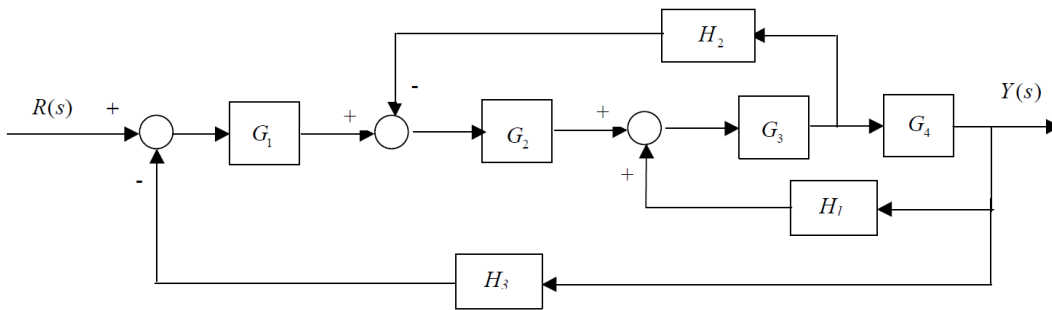 H₂
-
R(s)
+
G₁
+
G₂
+
G₃
G₄
Y(s)
-
+
H₁
H₃